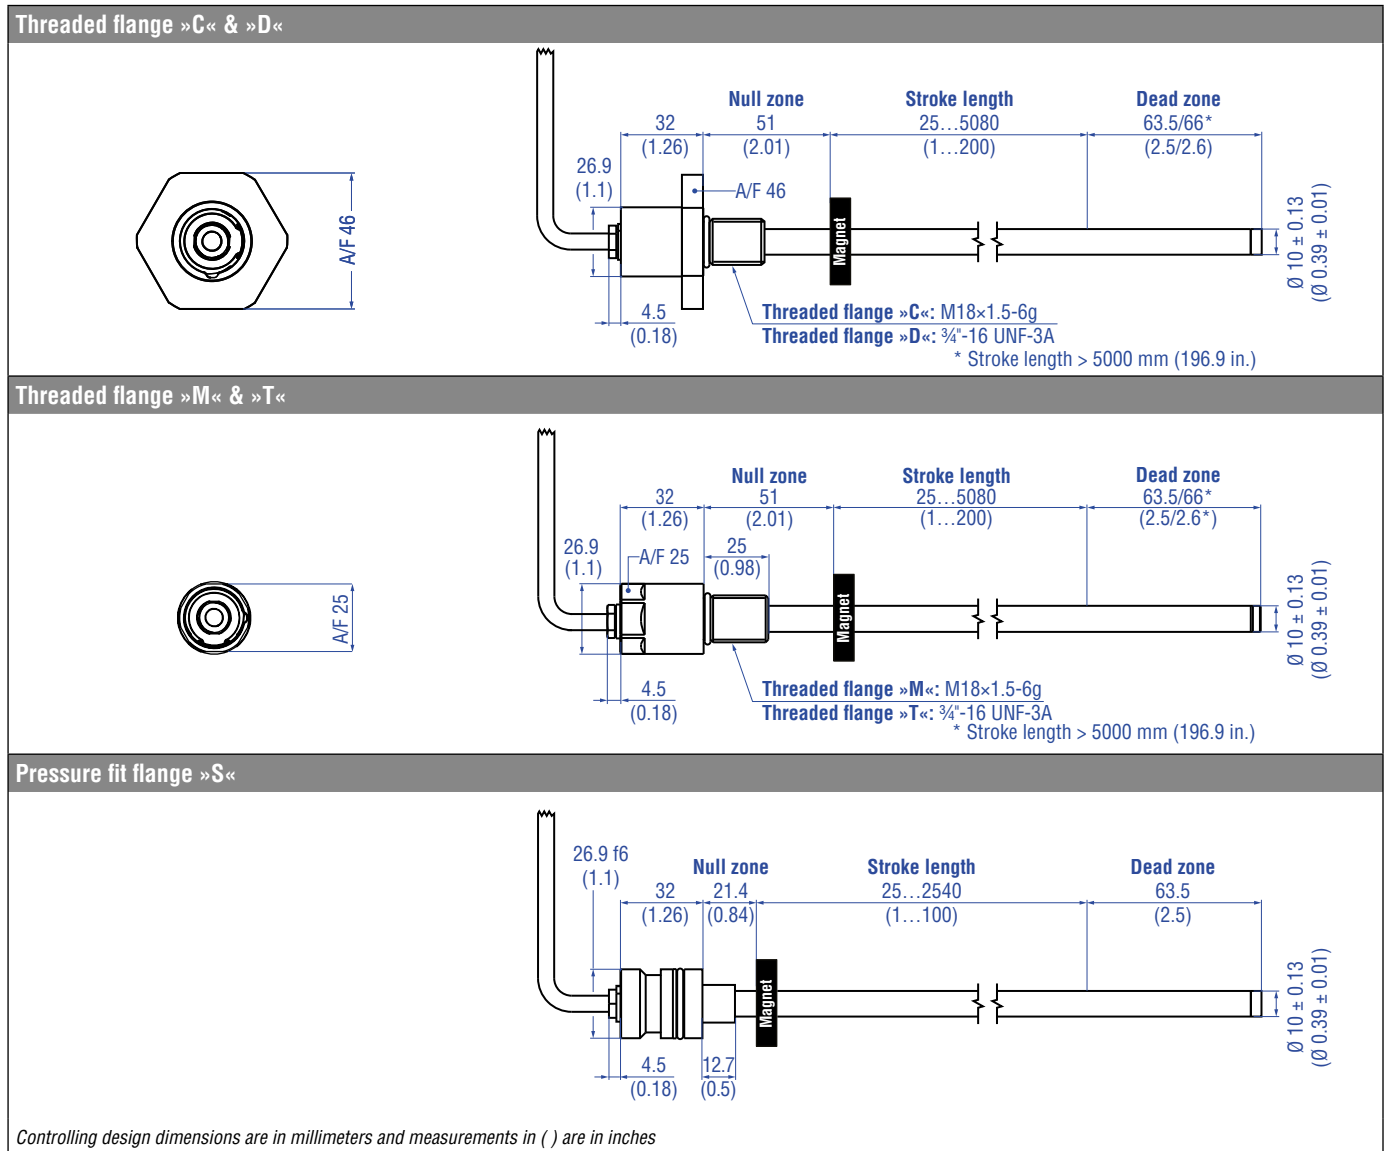 Threaded flange »C« & »D«
Null zone
Stroke length
Dead zone
32
51
25…5080
63.5/66*
(1.26)
(2.01)
(1…200)
(2.5/2.6)
26.9
(1.1)
A/F 46
A/F 46
Magnet
Ø 10 ± 0.13
(Ø 0.39 ± 0.01)
4.5
(0.18)
Threaded flange »C«: M18×1.5-6g
Threaded flange »D«: ¾"-16 UNF-3A
* Stroke length > 5000 mm (196.9 in.)
Threaded flange »M« & »T«
Null zone
Stroke length
Dead zone
32
51
25…5080
63.5/66*
(1.26)
(2.01)
(1…200)
(2.5/2.6*)
26.9
(1.1)
A/F 25
25
(0.98)
A/F 25
Magnet
Ø 10 ± 0.13
(Ø 0.39 ± 0.01)
4.5
(0.18)
Threaded flange »M«: M18×1.5-6g
Threaded flange »T«: ¾"-16 UNF-3A
* Stroke length > 5000 mm (196.9 in.)
Pressure fit flange »S«
26.9 f6
(1.1)
Null zone
Stroke length
Dead zone
32
21.4
25…2540
63.5
(1.26)
(0.84)
(1…100)
(2.5)
Magnet
Ø 10 ± 0.13
(Ø 0.39 ± 0.01)
4.5
(0.18)
12.7
(0.5)
Controlling design dimensions are in millimeters and measurements in ( ) are in inches